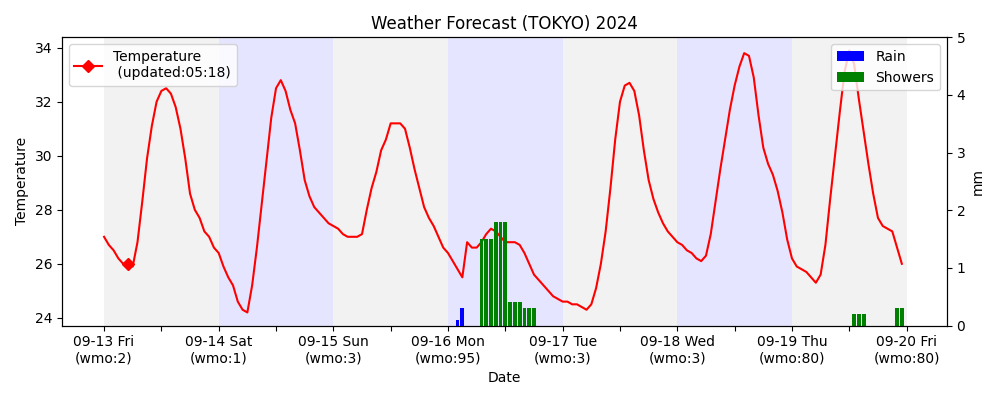 Weather Forecast (TOKYO) 2024
Temperature
(updated:05:18)
Rain
Showers
34
32
30
28
26
24
Temperature
5
4
3
2
1
0
mm
09-13 Fri
(wmo:2)
09-14 Sat
(wmo:1)
09-15 Sun
(wmo:3)
09-16 Mon
(wmo:95)
09-17 Tue
(wmo:3)
09-18 Wed
(wmo:3)
09-19 Thu
(wmo:80)
09-20 Fri
(wmo:80)
Date